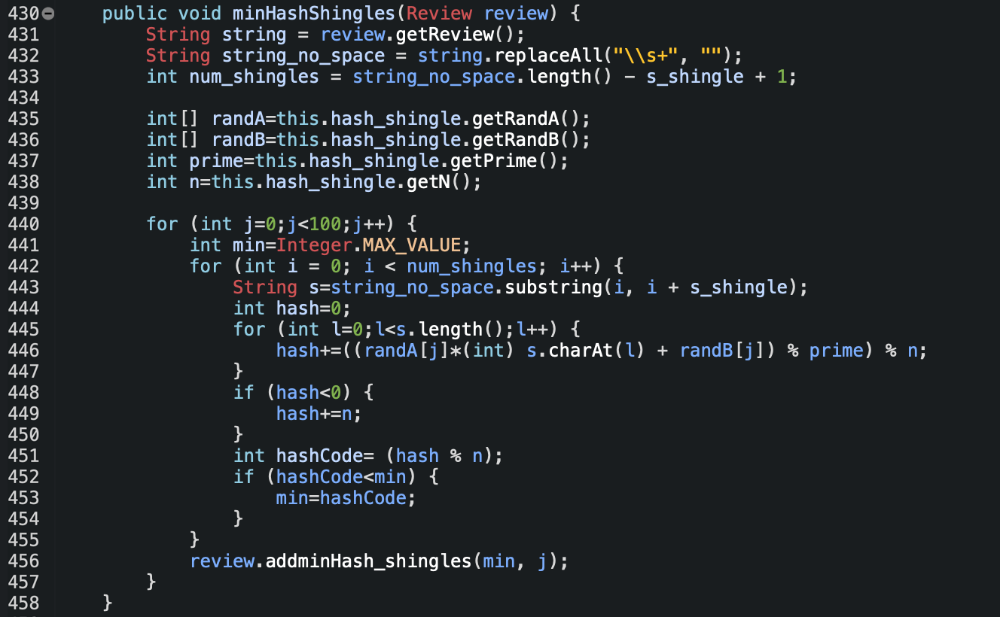 430 public void minHashShingles(Review review) {
431 String string = review.getReview();
432 String string_no_space = string.replaceAll("\\s+", "");
433 int num_shingles = string_no_space.length() - s_shingle + 1;
434
435 int[] randA=this.hash_shingle.getRandA();
436 int[] randB=this.hash_shingle.getRandB();
437 int prime=this.hash_shingle.getPrime();
438 int n=this.hash_shingle.getN();
439
440 for (int j=0;j<100;j++) {
441 int min=Integer.MAX_VALUE;
442 for (int i = 0; i < num_shingles; i++) {
443 String s=string_no_space.substring(i, i + s_shingle);
444 int hash=0;
445 for (int l=0;l<s.length();l++) {
446 hash+=((randA[j]*(int) s.charAt(l) + randB[j]) % prime) % n;
447 }
448 if (hash<0) {
449 hash+=n;
450 }
451 int hashCode= (hash % n);
452 if (hashCode<min) {
453 min=hashCode;
454 }
455 }
456 review.addminHash_shingles(min, j);
457 }
458 }